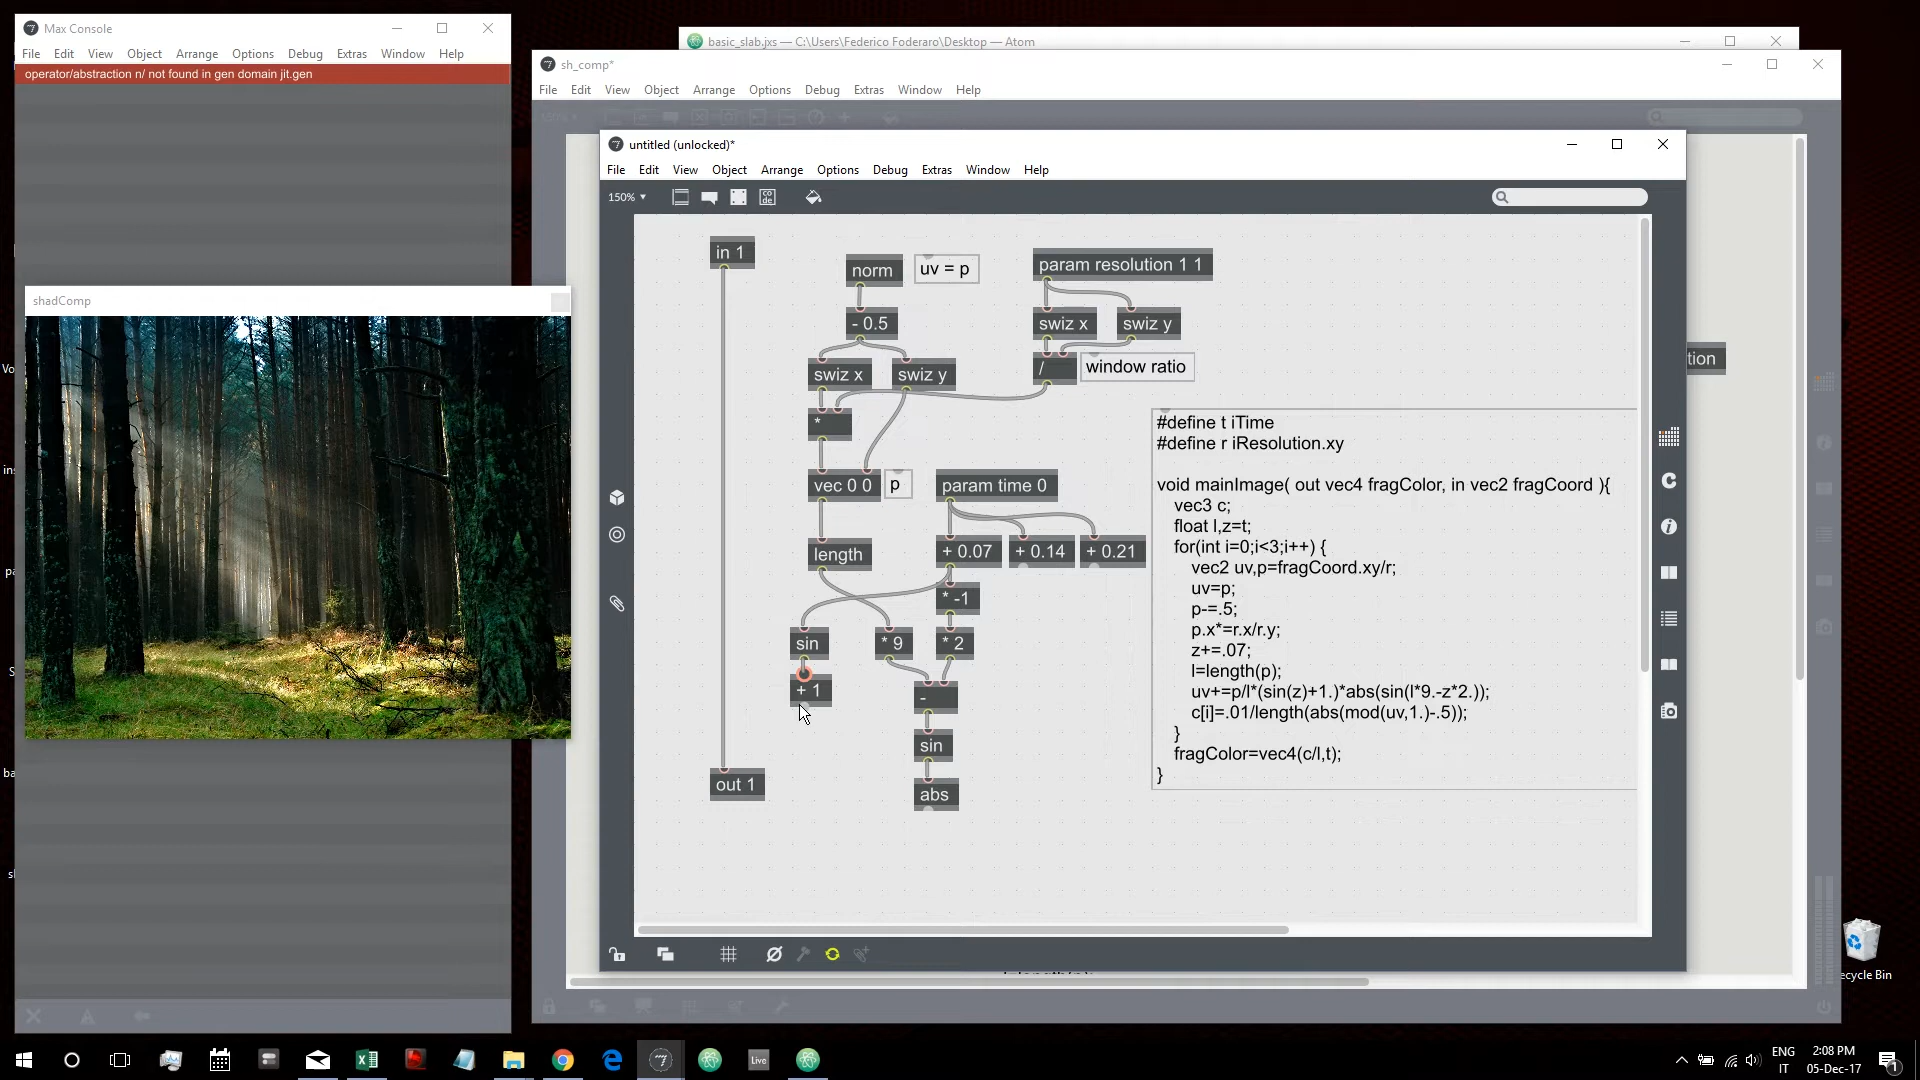 Max Console
File Edit View Object Arrange Options Debug Extras Window Help
operator/abstraction n/ not found in gen domain jit.gen
basic_slab.jxs — C:\Users\Federico Foderaro\Desktop — Atom
sh_comp*
File Edit View Object Arrange Options Debug Extras Window Help
untitled (unlocked)*
File Edit View Object Arrange Options Debug Extras Window Help
150%
shadComp
in 1
norm
uv = p
param resolution 1 1
- 0.5
swiz x
swiz y
swiz x
swiz y
/
window ratio
tion
*
vec 0 0
p
param time 0
length
+ 0.07
+ 0.14
+ 0.21
* -1
sin
* 9
* 2
+ 1
-
sin
abs
out 1
#define t iTime
#define r iResolution.xy
void mainImage( out vec4 fragColor, in vec2 fragCoord ){
vec3 c;
float l,z=t;
for(int i=0;i<3;i++) {
vec2 uv,p=fragCoord.xy/r;
uv=p;
p-=.5;
p.x*=r.x/r.y;
z+=.07;
l=length(p);
uv+=p/l*(sin(z)+1.)*abs(sin(l*9.-z*2.));
c[i]=.01/length(abs(mod(uv,1.)-.5));
}
fragColor=vec4(c/l,t);
}
ecycle Bin
Live
ENG
IT
2:08 PM
05-Dec-17
1